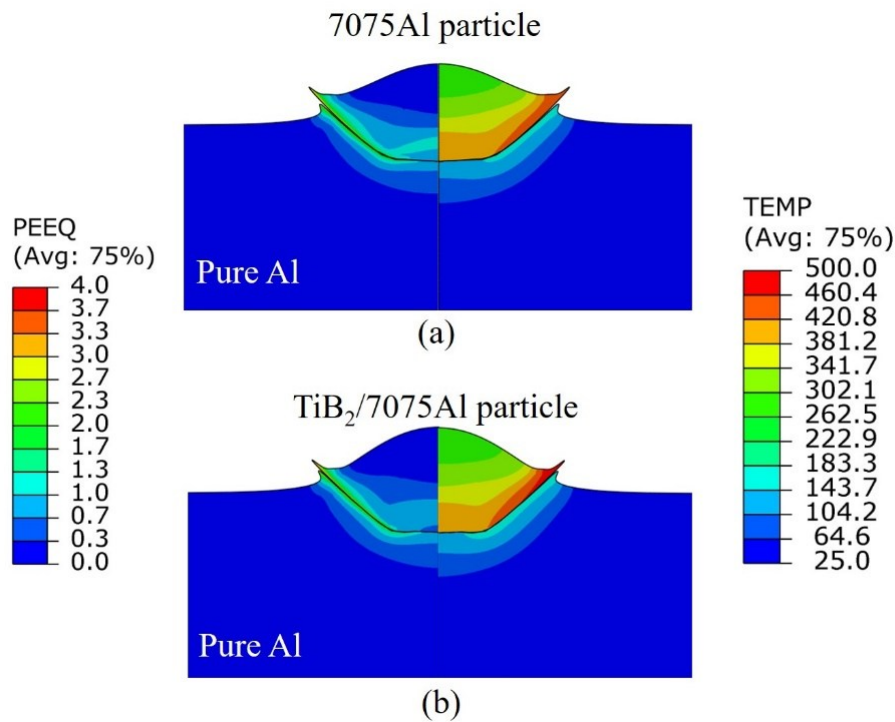 7075Al particle
Pure Al
(a)
PEEQ
(Avg: 75%)
4.0
3.7
3.3
3.0
2.7
2.3
2.0
1.7
1.3
1.0
0.7
0.3
0.0
TEMP
(Avg: 75%)
500.0
460.4
420.8
381.2
341.7
302.1
262.5
222.9
183.3
143.7
104.2
64.6
25.0
TiB₂/7075Al particle
Pure Al
(b)